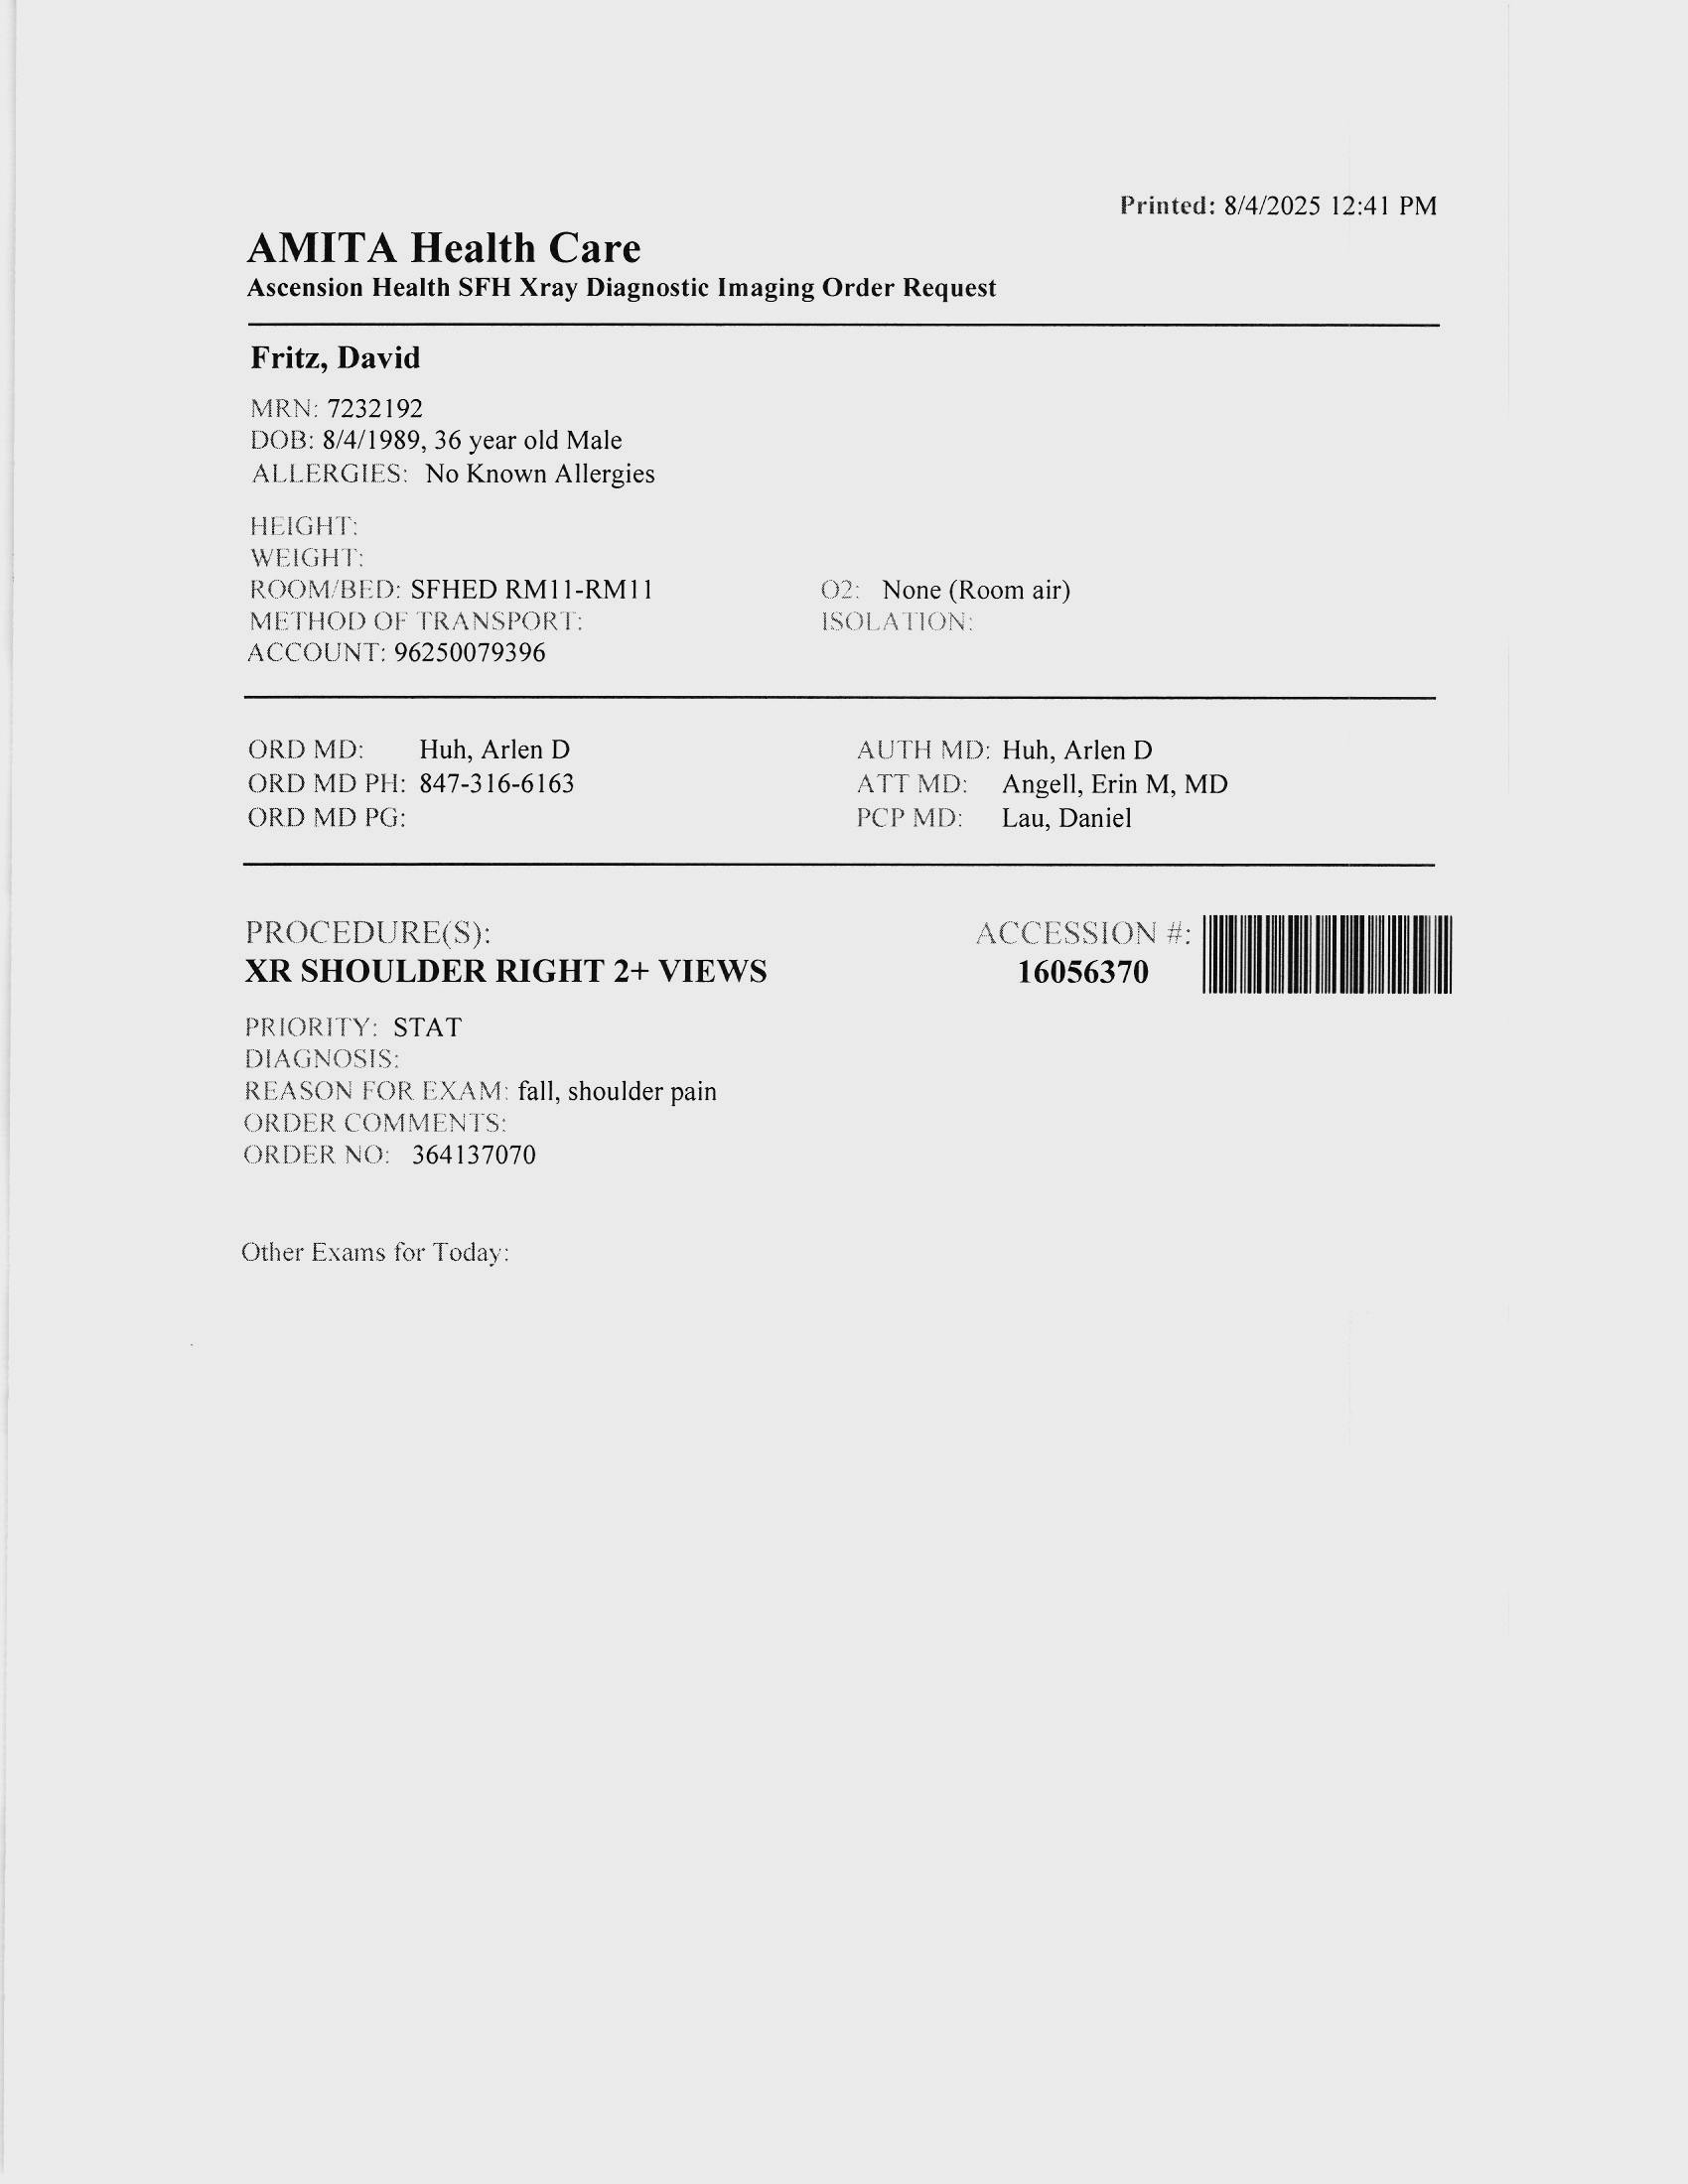 Printed: 8/4/2025 12:41 PM
AMITA Health Care
Ascension Health SFH Xray Diagnostic Imaging Order Request
Fritz, David
MRN: 7232192
DOB: 8/4/1989, 36 year old Male
ALLERGIES: No Known Allergies
HEIGHT:
WEIGHT:
ROOM/BED: SFHED RM11-RM11 O2: None (Room air)
METHOD OF TRANSPORT: ISOLATION:
ACCOUNT: 96250079396
ORD MD: Huh, Arlen D AUTH MD: Huh, Arlen D
ORD MD PH: 847-316-6163 ATT MD: Angell, Erin M, MD
ORD MD PG: PCP MD: Lau, Daniel
PROCEDURE(S): ACCESSION #:
XR SHOULDER RIGHT 2+ VIEWS 16056370
PRIORITY: STAT
DIAGNOSIS:
REASON FOR EXAM: fall, shoulder pain
ORDER COMMENTS:
ORDER NO: 364137070
Other Exams for Today: